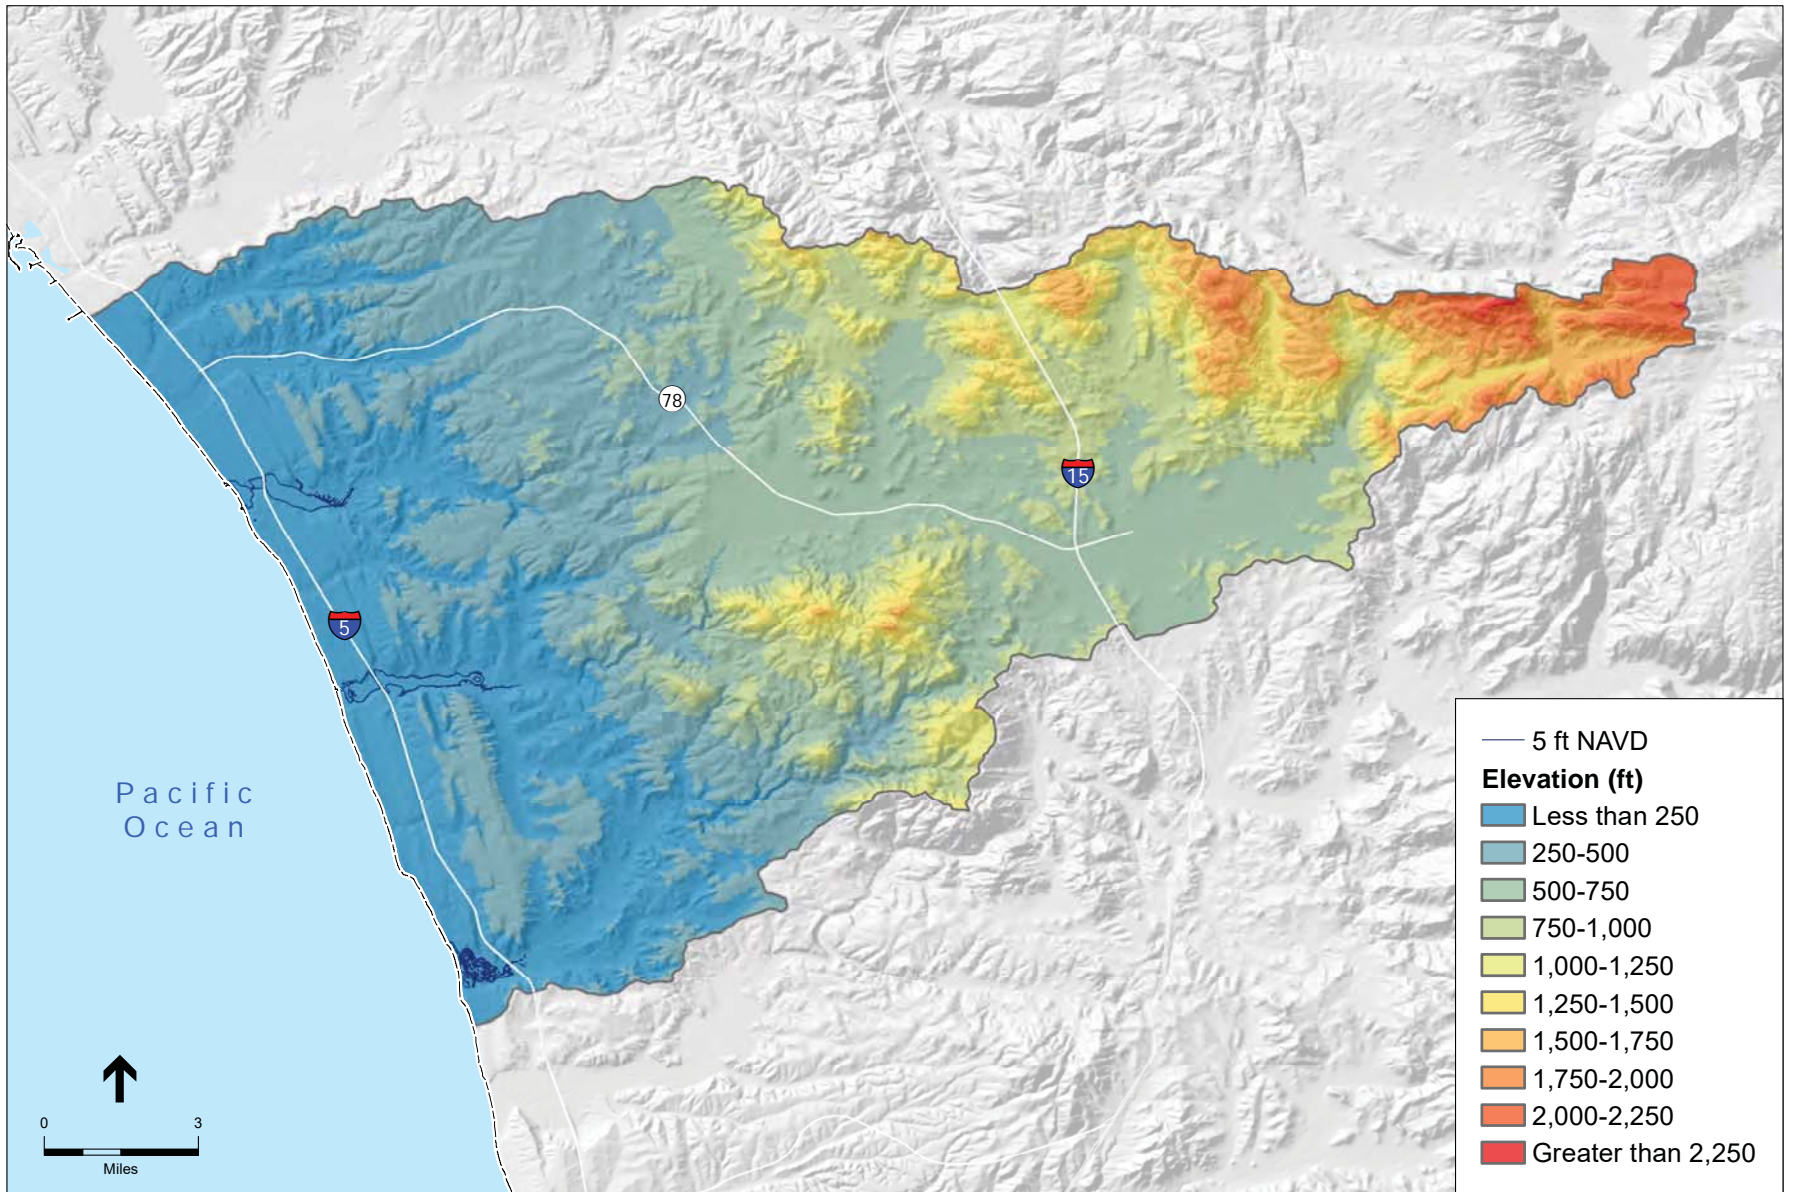 78
15
5
Pacific
Ocean
0 3
Miles
5 ft NAVD
Elevation (ft)
Less than 250
250-500
500-750
750-1,000
1,000-1,250
1,250-1,500
1,500-1,750
1,750-2,000
2,000-2,250
Greater than 2,250